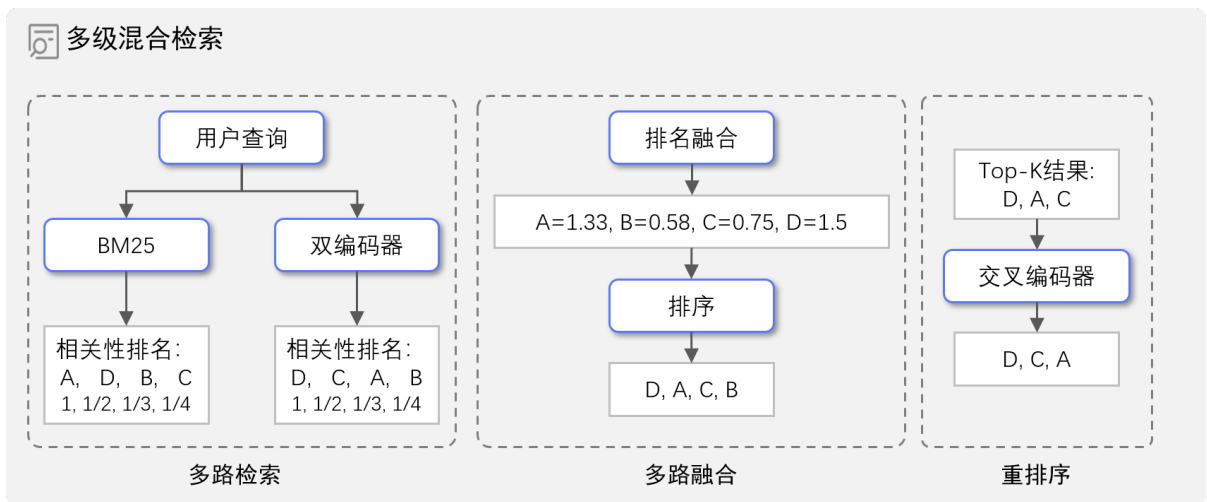 多级混合检索
用户查询
BM25
双编码器
相关性排名:
A, D, B, C
1, 1/2, 1/3, 1/4
相关性排名:
D, C, A, B
1, 1/2, 1/3, 1/4
多路检索
排名融合
A=1.33, B=0.58, C=0.75, D=1.5
排序
D, A, C, B
多路融合
Top-K结果:
D, A, C
交叉编码器
D, C, A
重排序